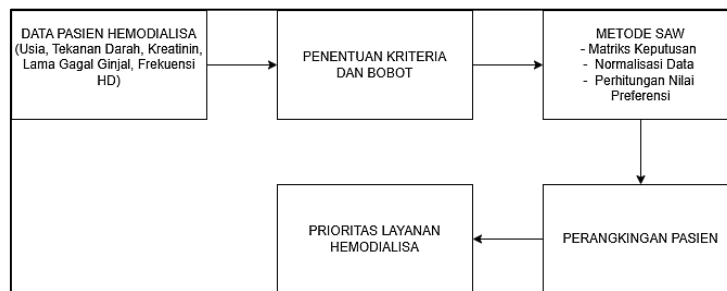 DATA PASIEN HEMODIALISA
(Usia, Tekanan Darah, Kreatinin,
Lama Gagal Ginjal, Frekuensi
HD)
PENENTUAN KRITERIA
DAN BOBOT
METODE SAW
- Matriks Keputusan
- Normalisasi Data
- Perhitungan Nilai
Preferensi
PERANGKINGAN PASIEN
PRIORITAS LAYANAN
HEMODIALISA